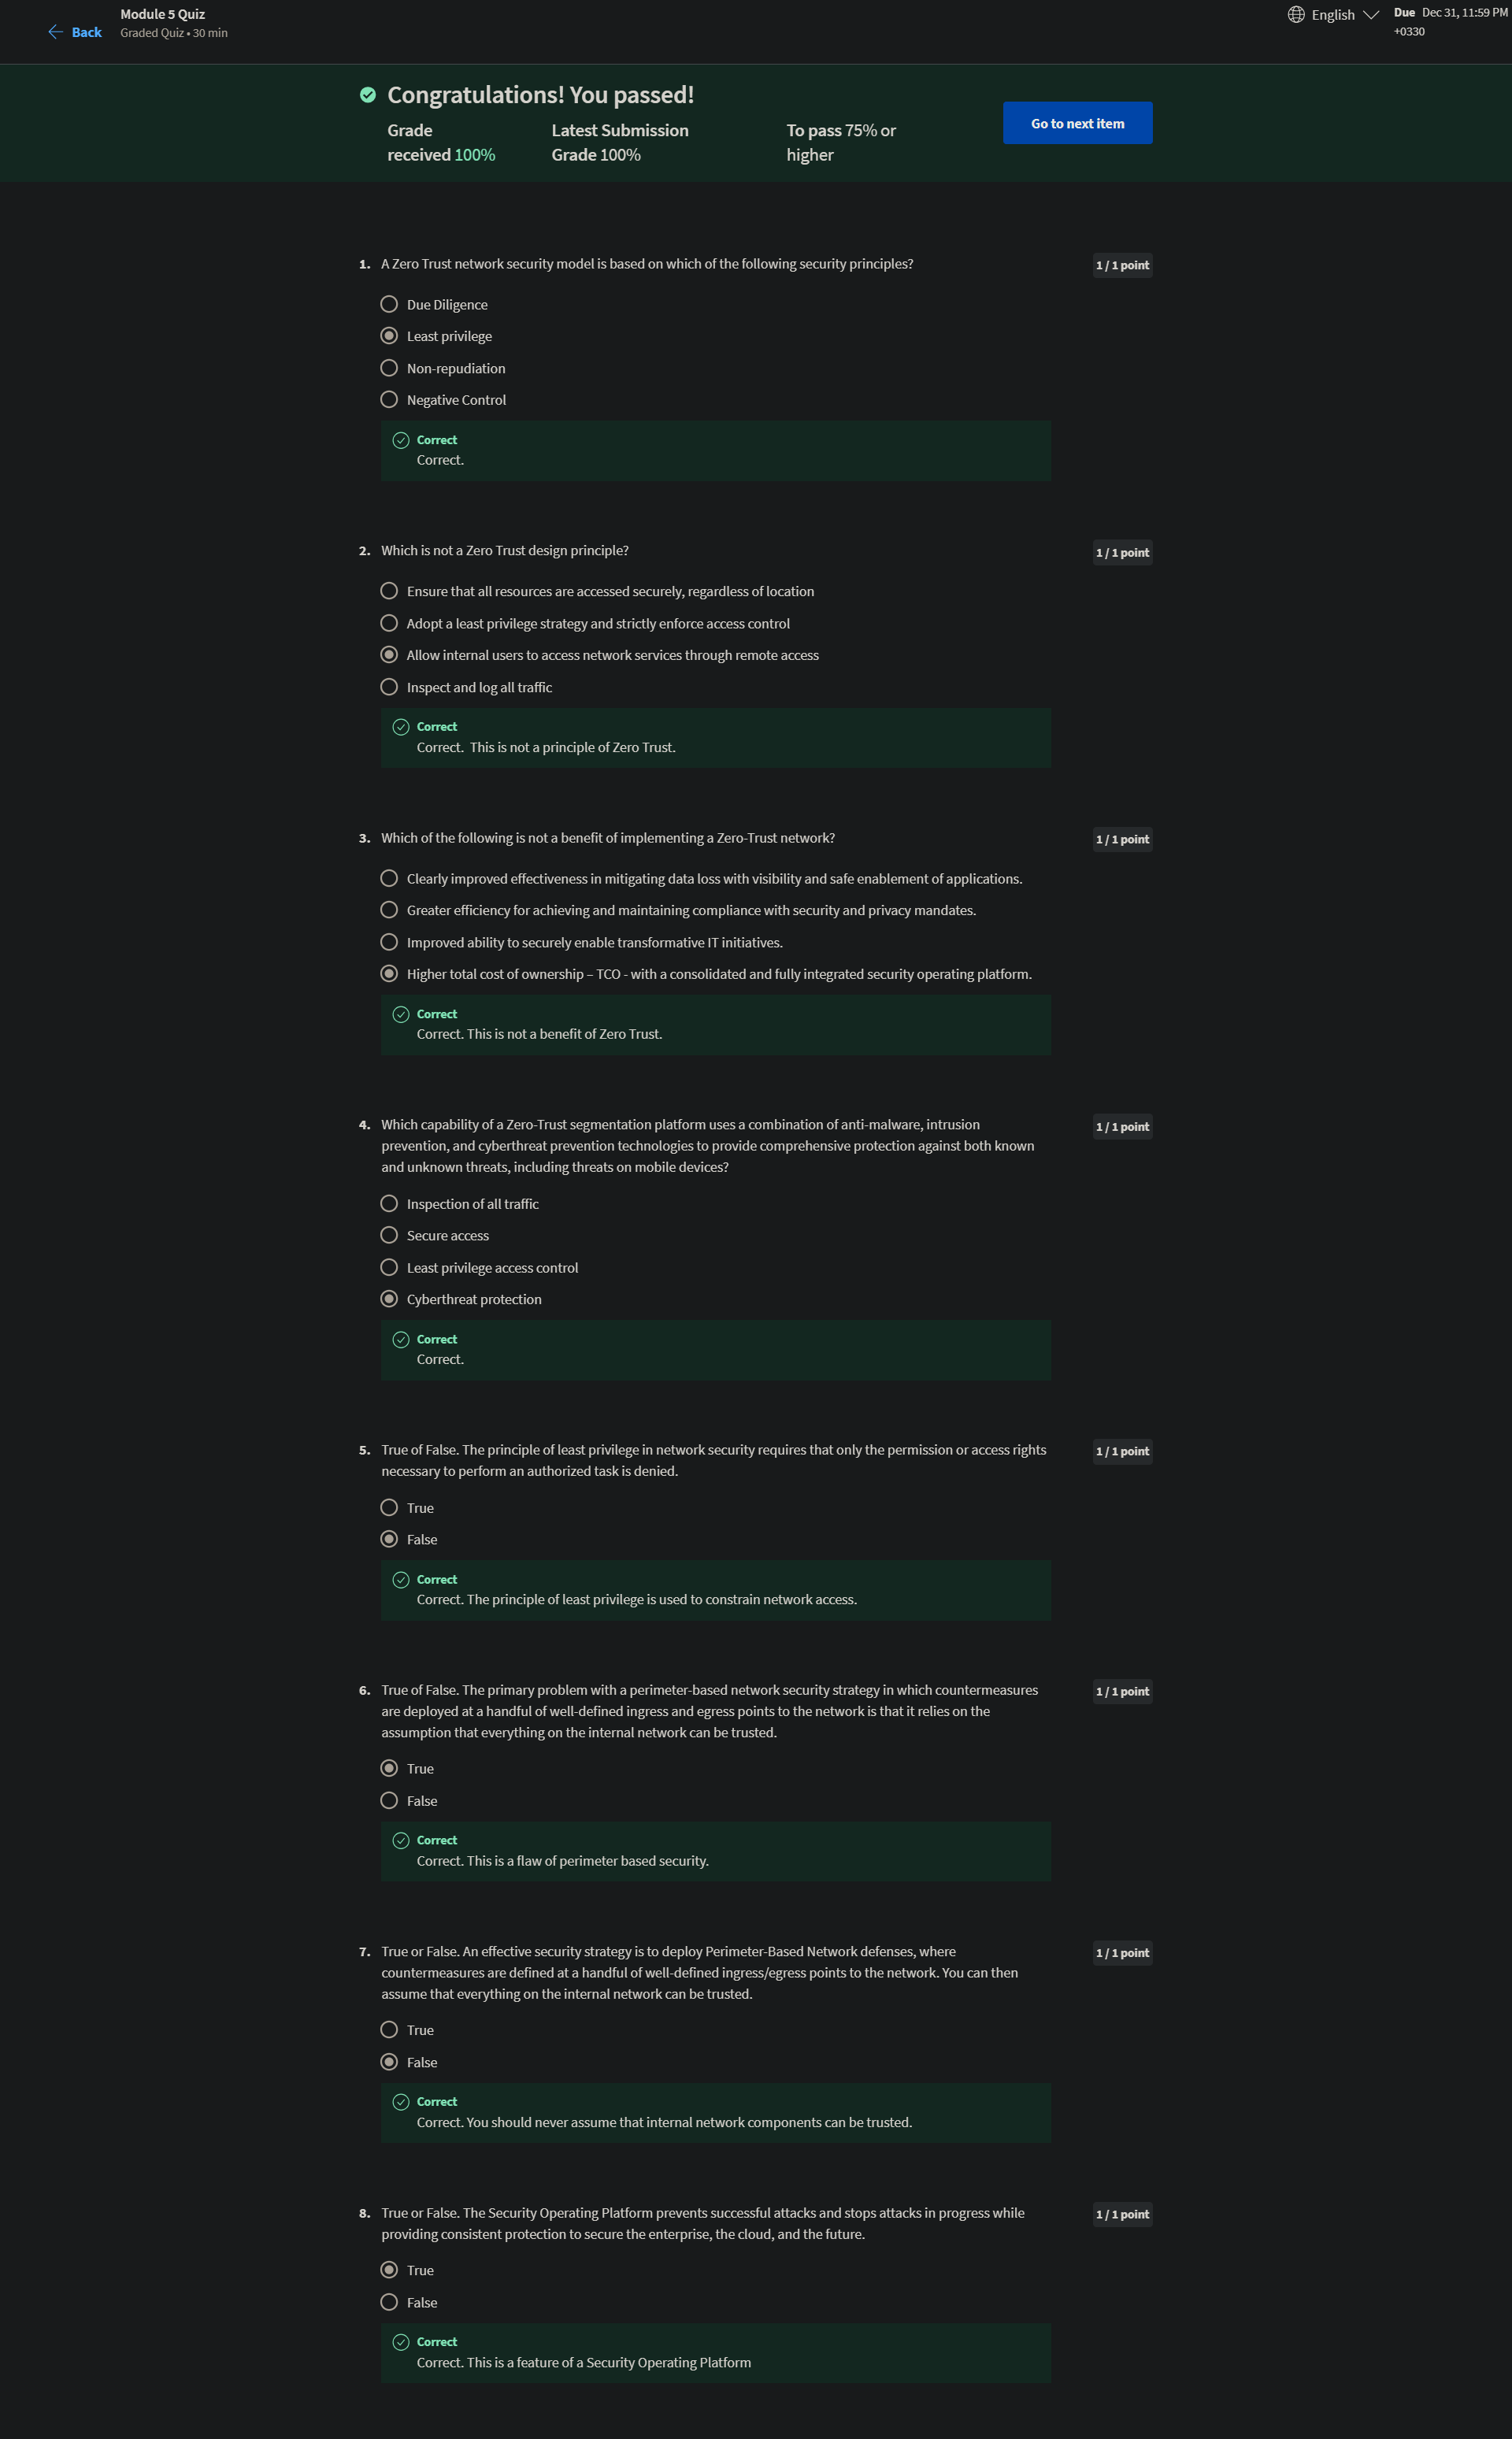 Back
Module 5 Quiz
Graded Quiz • 30 min
English
Due Dec 31, 11:59 PM
+0330
Congratulations! You passed!
Grade
received 100%
Latest Submission
Grade 100%
To pass 75% or
higher
Go to next item
1. A Zero Trust network security model is based on which of the following security principles?
1 / 1 point
Due Diligence
Least privilege
Non-repudiation
Negative Control
Correct
Correct.
2. Which is not a Zero Trust design principle?
1 / 1 point
Ensure that all resources are accessed securely, regardless of location
Adopt a least privilege strategy and strictly enforce access control
Allow internal users to access network services through remote access
Inspect and log all traffic
Correct
Correct.  This is not a principle of Zero Trust.
3. Which of the following is not a benefit of implementing a Zero-Trust network?
1 / 1 point
Clearly improved effectiveness in mitigating data loss with visibility and safe enablement of applications.
Greater efficiency for achieving and maintaining compliance with security and privacy mandates.
Improved ability to securely enable transformative IT initiatives.
Higher total cost of ownership – TCO - with a consolidated and fully integrated security operating platform.
Correct
Correct. This is not a benefit of Zero Trust.
4. Which capability of a Zero-Trust segmentation platform uses a combination of anti-malware, intrusion
prevention, and cyberthreat prevention technologies to provide comprehensive protection against both known
and unknown threats, including threats on mobile devices?
1 / 1 point
Inspection of all traffic
Secure access
Least privilege access control
Cyberthreat protection
Correct
Correct.
5. True of False. The principle of least privilege in network security requires that only the permission or access rights
necessary to perform an authorized task is denied.
1 / 1 point
True
False
Correct
Correct. The principle of least privilege is used to constrain network access.
6. True of False. The primary problem with a perimeter-based network security strategy in which countermeasures
are deployed at a handful of well-defined ingress and egress points to the network is that it relies on the
assumption that everything on the internal network can be trusted.
1 / 1 point
True
False
Correct
Correct. This is a flaw of perimeter based security.
7. True or False. An effective security strategy is to deploy Perimeter-Based Network defenses, where
countermeasures are defined at a handful of well-defined ingress/egress points to the network. You can then
assume that everything on the internal network can be trusted.
1 / 1 point
True
False
Correct
Correct. You should never assume that internal network components can be trusted.
8. True or False. The Security Operating Platform prevents successful attacks and stops attacks in progress while
providing consistent protection to secure the enterprise, the cloud, and the future.
1 / 1 point
True
False
Correct
Correct. This is a feature of a Security Operating Platform